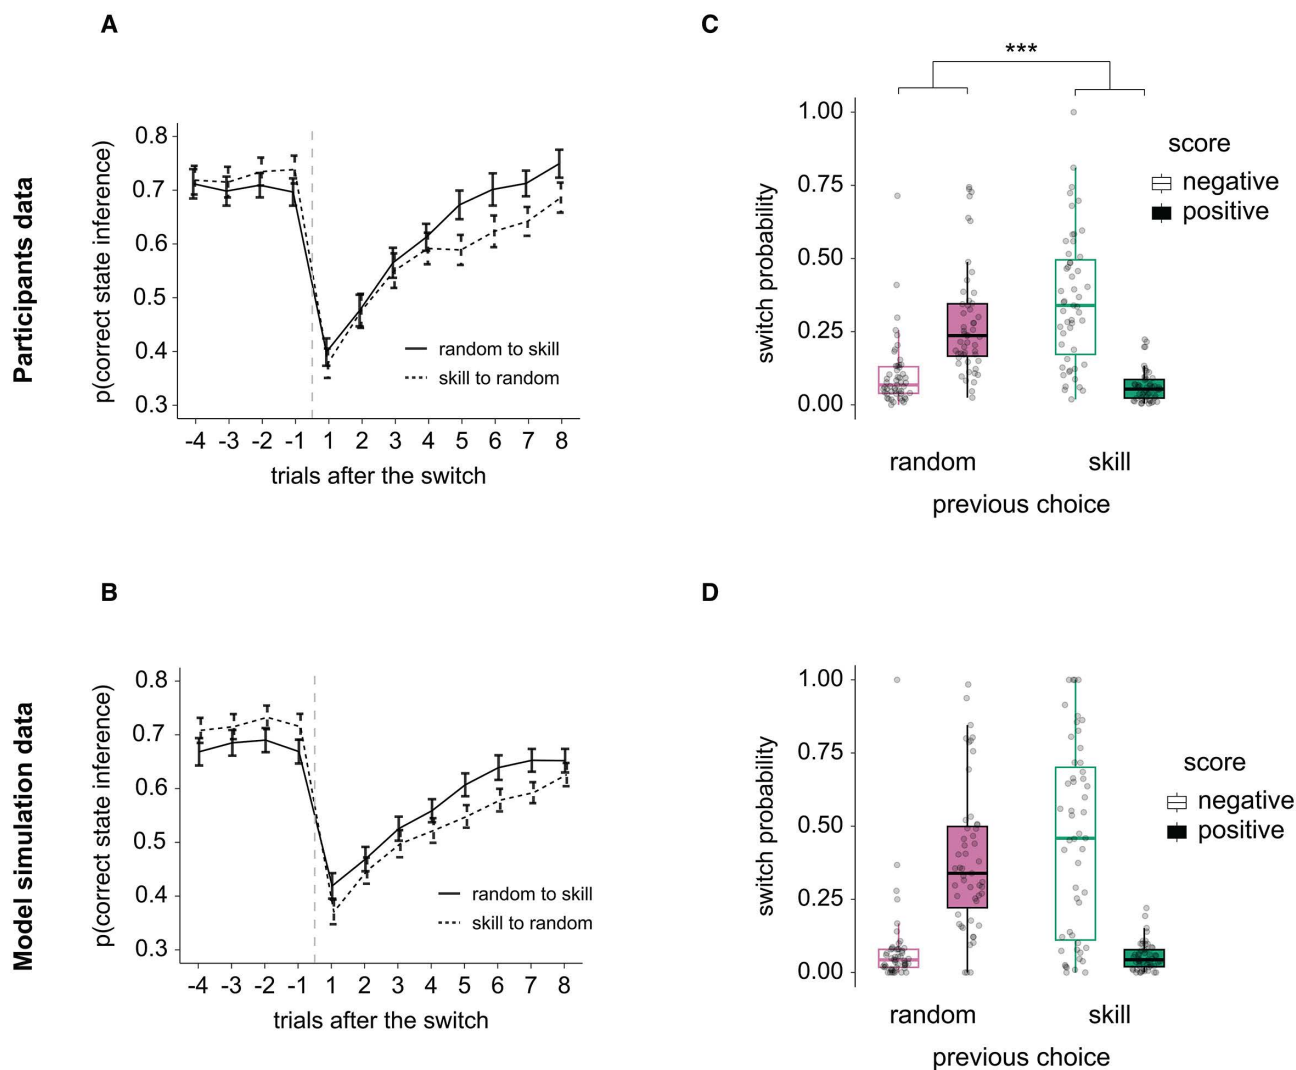 A
Participants data
p(correct state inference)
0.8
0.7
0.6
0.5
0.4
0.3
random to skill
skill to random
-4 -3 -2 -1 1 2 3 4 5 6 7 8
trials after the switch
C
***
switch probability
1.00
0.75
0.50
0.25
0.00
score
negative
positive
random skill
previous choice
B
Model simulation data
p(correct state inference)
0.8
0.7
0.6
0.5
0.4
0.3
random to skill
skill to random
-4 -3 -2 -1 1 2 3 4 5 6 7 8
trials after the switch
D
switch probability
1.00
0.75
0.50
0.25
0.00
score
negative
positive
random skill
previous choice